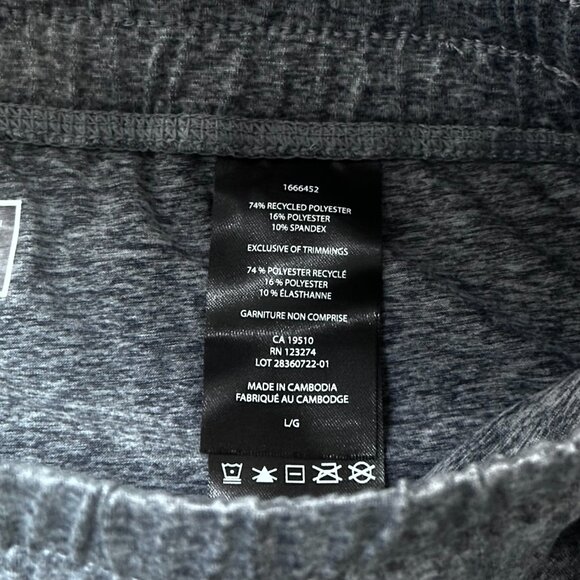 1666452
74% RECYCLED POLYESTER
16% POLYESTER
10% SPANDEX
EXCLUSIVE OF TRIMMINGS
74 % POLYESTER RECYCLÉ
16 % POLYESTER
10 % ÉLASTHANNE
GARNITURE NON COMPRISE
CA 19510
RN 123274
LOT 28360722-01
MADE IN CAMBODIA
FABRIQUÉ AU CAMBODGE
L/G